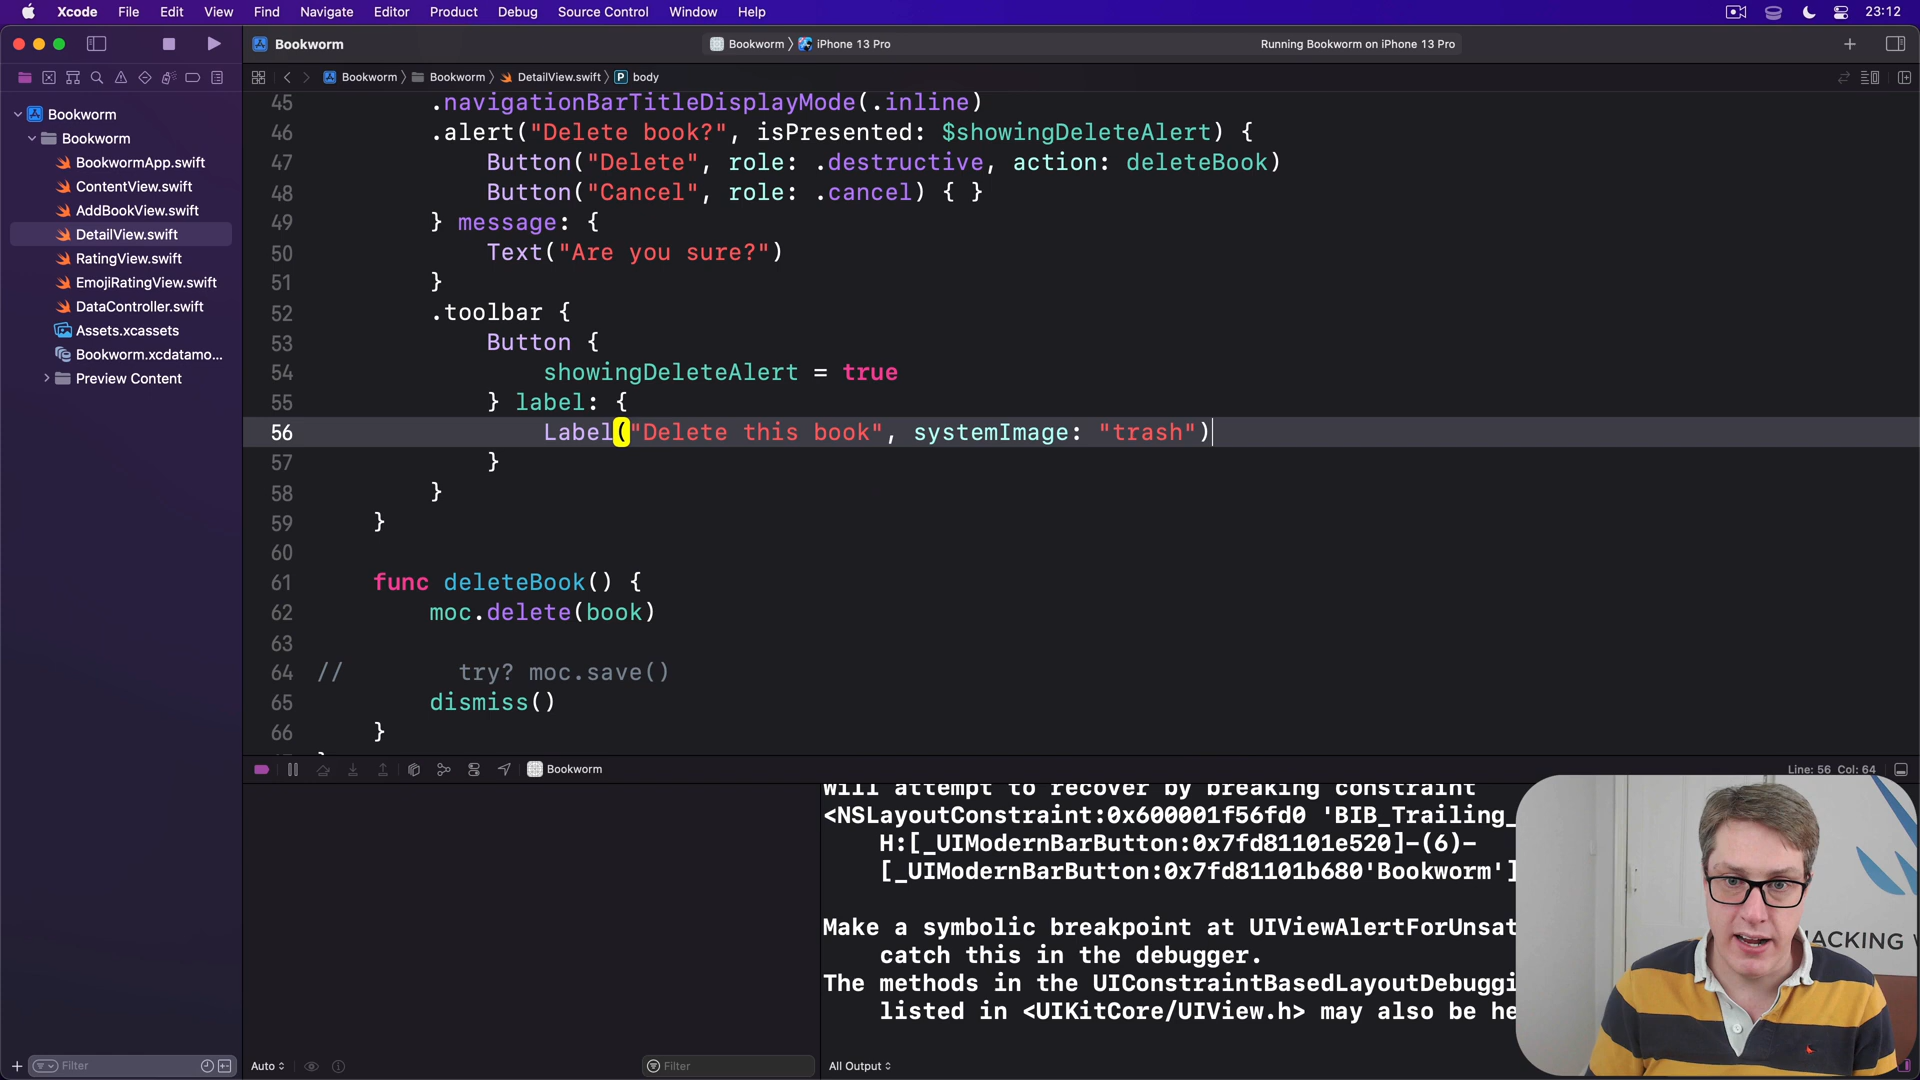 Xcode File Edit View Find Navigate Editor Product Debug Source Control Window Help 23:12
Bookworm
Bookworm
iPhone 13 Pro
Running Bookworm on iPhone 13 Pro
Bookworm
Bookworm
DetailView.swift
body
Bookworm
Bookworm
BookwormApp.swift
ContentView.swift
AddBookView.swift
DetailView.swift
RatingView.swift
EmojiRatingView.swift
DataController.swift
Assets.xcassets
Bookworm.xcdatamo...
Preview Content
45 .navigationBarTitleDisplayMode(.inline)
46 .alert("Delete book?", isPresented: $showingDeleteAlert) {
47 Button("Delete", role: .destructive, action: deleteBook)
48 Button("Cancel", role: .cancel) { }
49 } message: {
50 Text("Are you sure?")
51 }
52 .toolbar {
53 Button {
54 showingDeleteAlert = true
55 } label: {
56 Label("Delete this book", systemImage: "trash")
57 }
58 }
59 }
60
61 func deleteBook() {
62 moc.delete(book)
63
64 // try? moc.save()
65 dismiss()
66 }
Bookworm
Line: 56 Col: 64
Will attempt to recover by breaking constraint
<NSLayoutConstraint:0x600001f56fd0 'BIB_Trailing_
H:[_UIModernBarButton:0x7fd81101e520]-(6)-
[_UIModernBarButton:0x7fd81101b680'Bookworm']
Make a symbolic breakpoint at UIViewAlertForUnsat
catch this in the debugger.
The methods in the UIConstraintBasedLayoutDebuggi
listed in <UIKitCore/UIView.h> may also be he
HACKING W
Filter
Auto
Filter
All Output